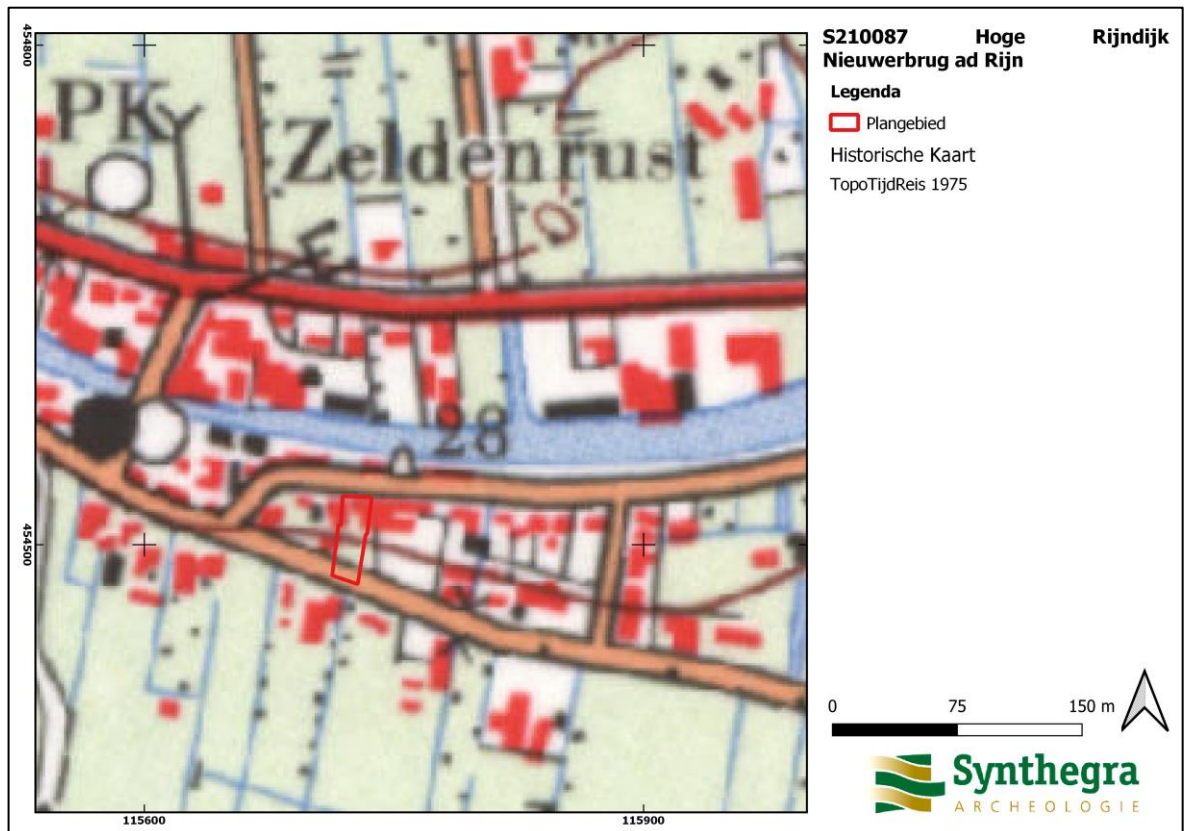 S210087 Hoge Rijndijk
Nieuwerbrug ad Rijn
Legenda
Plangebied
Historische Kaart
TopoTijdReis 1975
454800
PK
Zeldenrust
28
454500
115600
115900
0 75 150 m
Synthegra
ARCHEOLOGIE